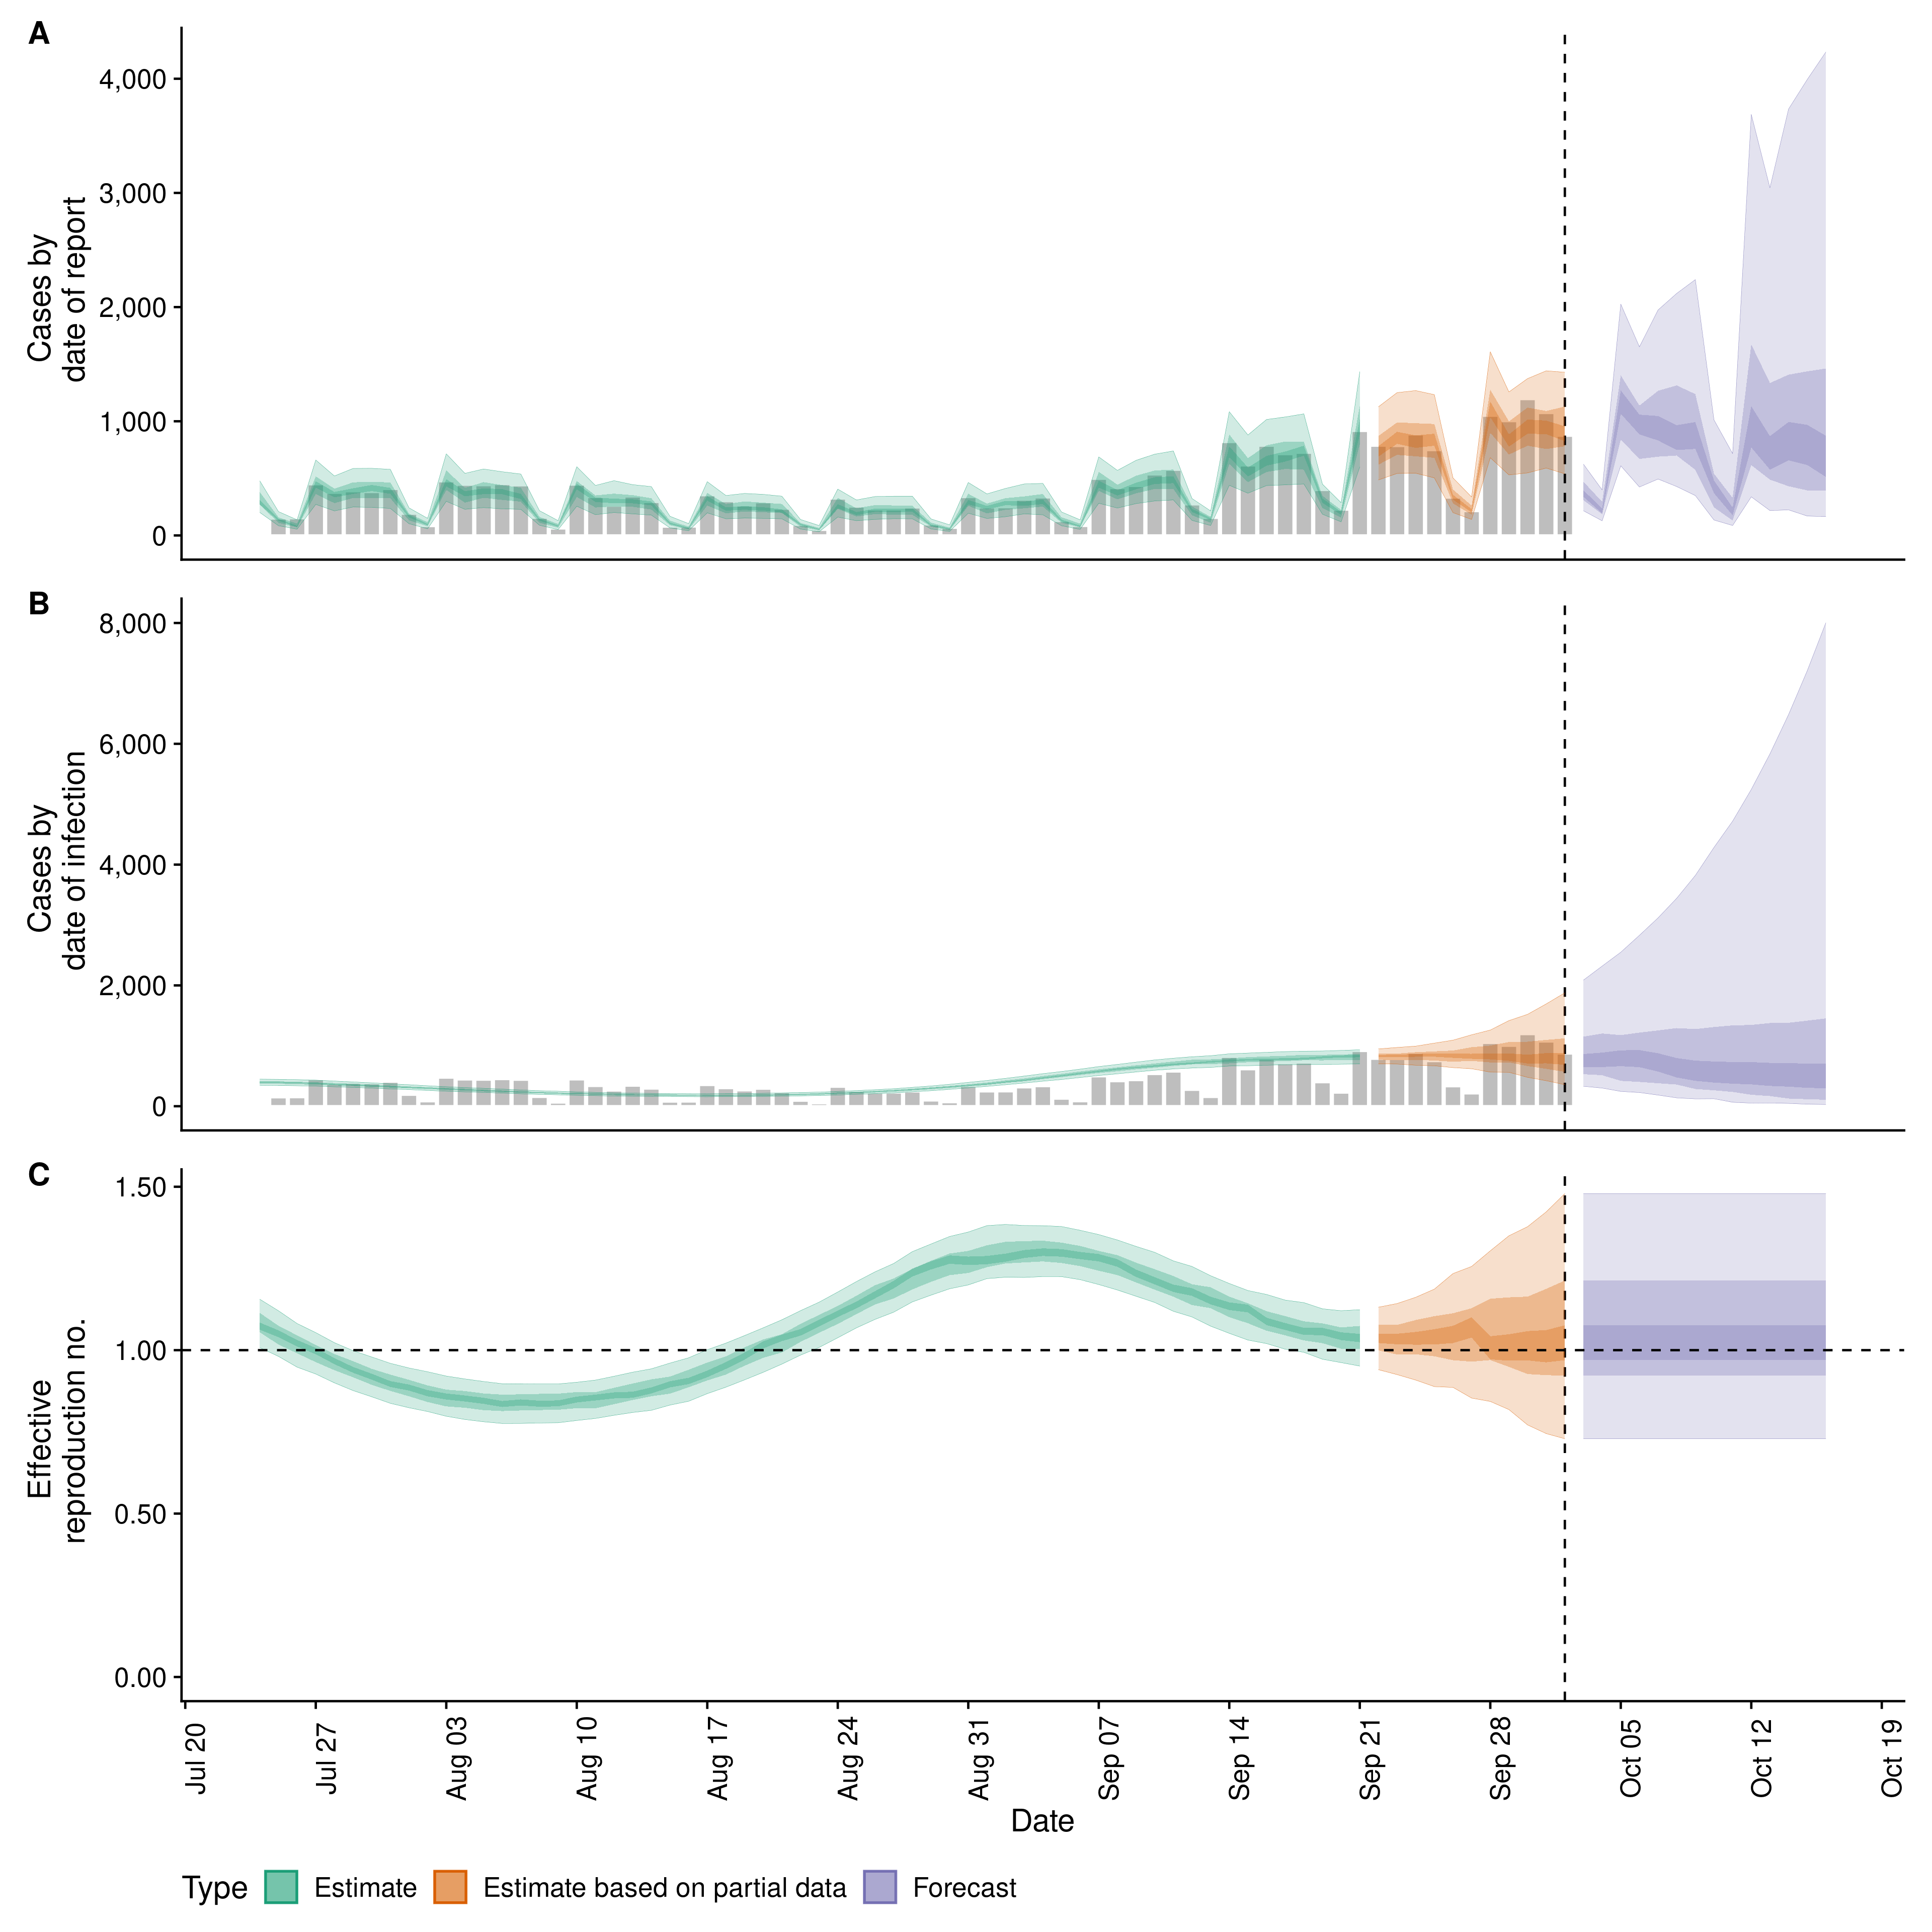 A
4,000
3,000
2,000
1,000
0
Cases by
date of report
B
8,000
6,000
4,000
2,000
0
Cases by
date of infection
C
1.50
1.00
0.50
0.00
Effective
reproduction no.
Jul 20
Jul 27
Aug 03
Aug 10
Aug 17
Aug 24
Aug 31
Sep 07
Sep 14
Sep 21
Sep 28
Oct 05
Oct 12
Oct 19
Date
Type Estimate Estimate based on partial data Forecast